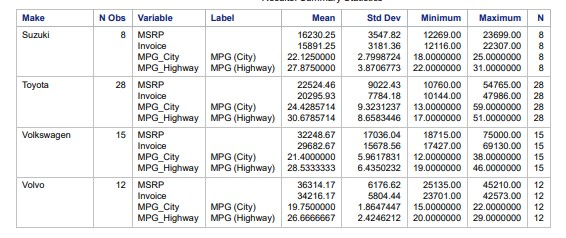 Make N Obs Variable Label Mean Std Dev Minimum Maximum N
Suzuki 8 MSRP 16230.25 3547.82 12269.00 23699.00 8
Invoice 15891.25 3181.36 12116.00 22307.00 8
MPG_City MPG (City) 22.1250000 2.7998724 18.0000000 25.0000000 8
MPG_Highway MPG (Highway) 27.8750000 3.8706773 22.0000000 31.0000000 8
Toyota 28 MSRP 22524.46 9022.43 10760.00 54765.00 28
Invoice 20295.93 7784.18 10144.00 47986.00 28
MPG_City MPG (City) 24.4285714 9.3231237 13.0000000 59.0000000 28
MPG_Highway MPG (Highway) 30.6785714 8.6583446 17.0000000 51.0000000 28
Volkswagen 15 MSRP 32248.67 17036.04 18715.00 75000.00 15
Invoice 29682.67 15678.56 17427.00 69130.00 15
MPG_City MPG (City) 21.4000000 5.9617831 12.0000000 38.0000000 15
MPG_Highway MPG (Highway) 28.5333333 6.4350232 19.0000000 46.0000000 15
Volvo 12 MSRP 36314.17 6176.62 25135.00 45210.00 12
Invoice 34216.17 5804.44 23701.00 42573.00 12
MPG_City MPG (City) 19.7500000 1.8647447 15.0000000 22.0000000 12
MPG_Highway MPG (Highway) 26.6666667 2.4246212 20.0000000 29.0000000 12